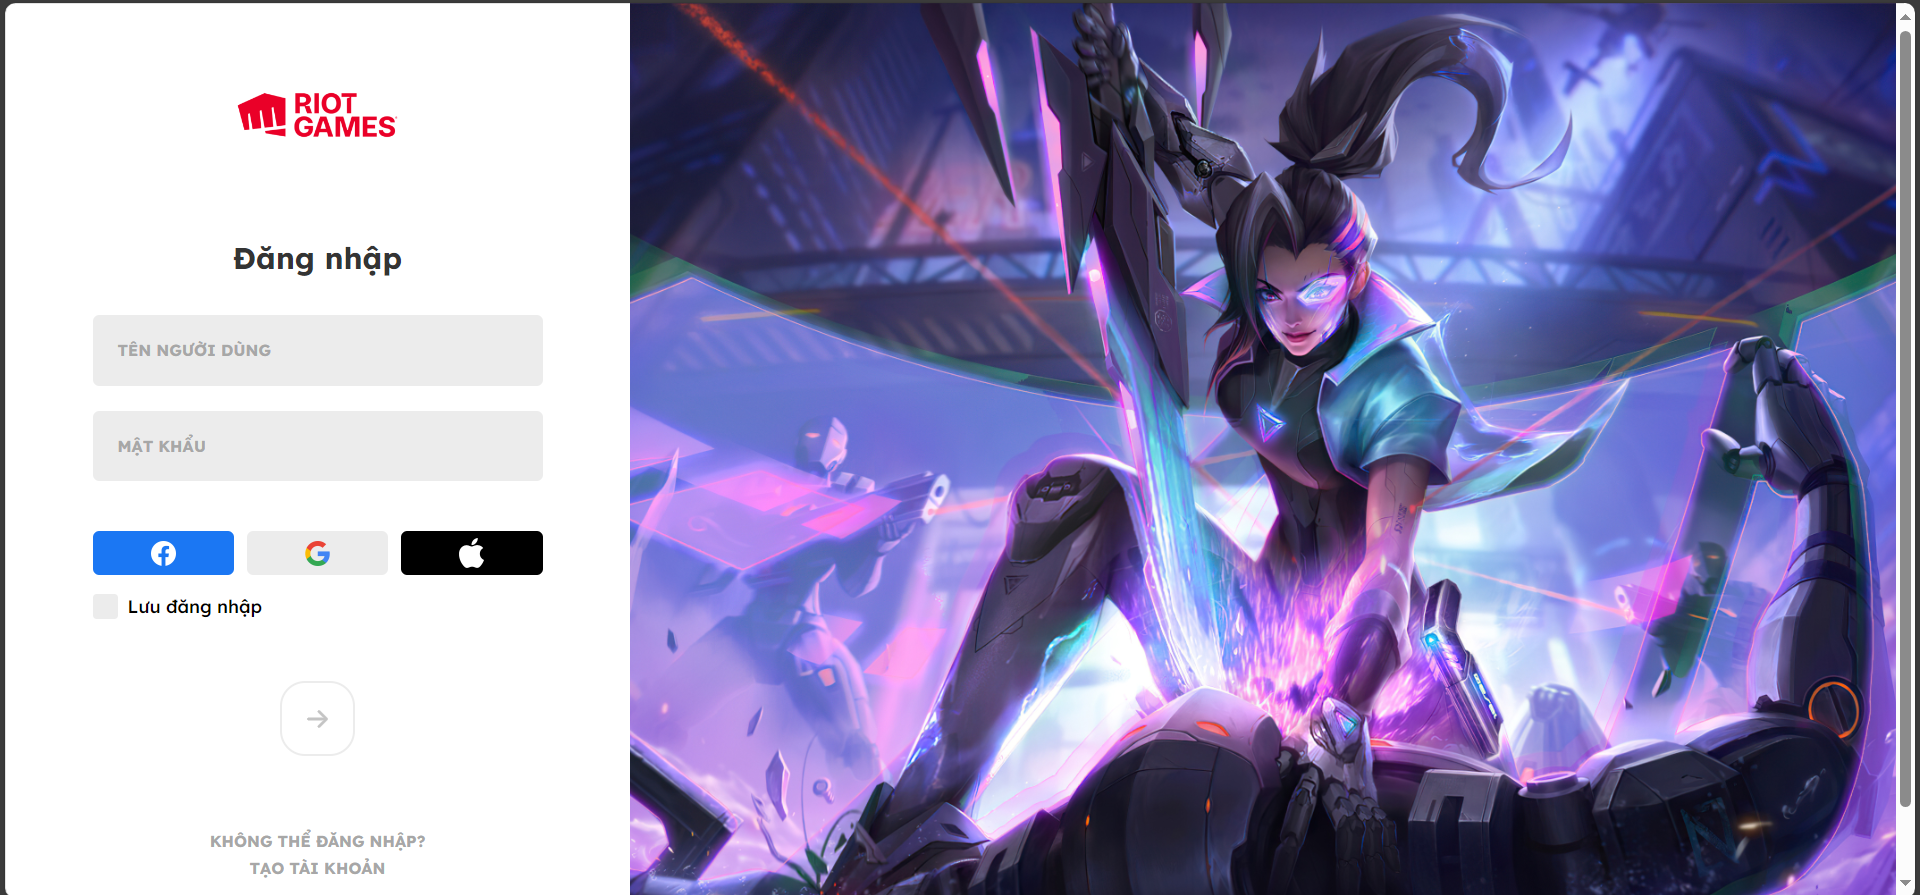 RIOT
GAMES
Đăng nhập
TÊN NGƯỜI DÙNG
MẬT KHẨU
Lưu đăng nhập
KHÔNG THỂ ĐĂNG NHẬP?
TẠO TÀI KHOẢN